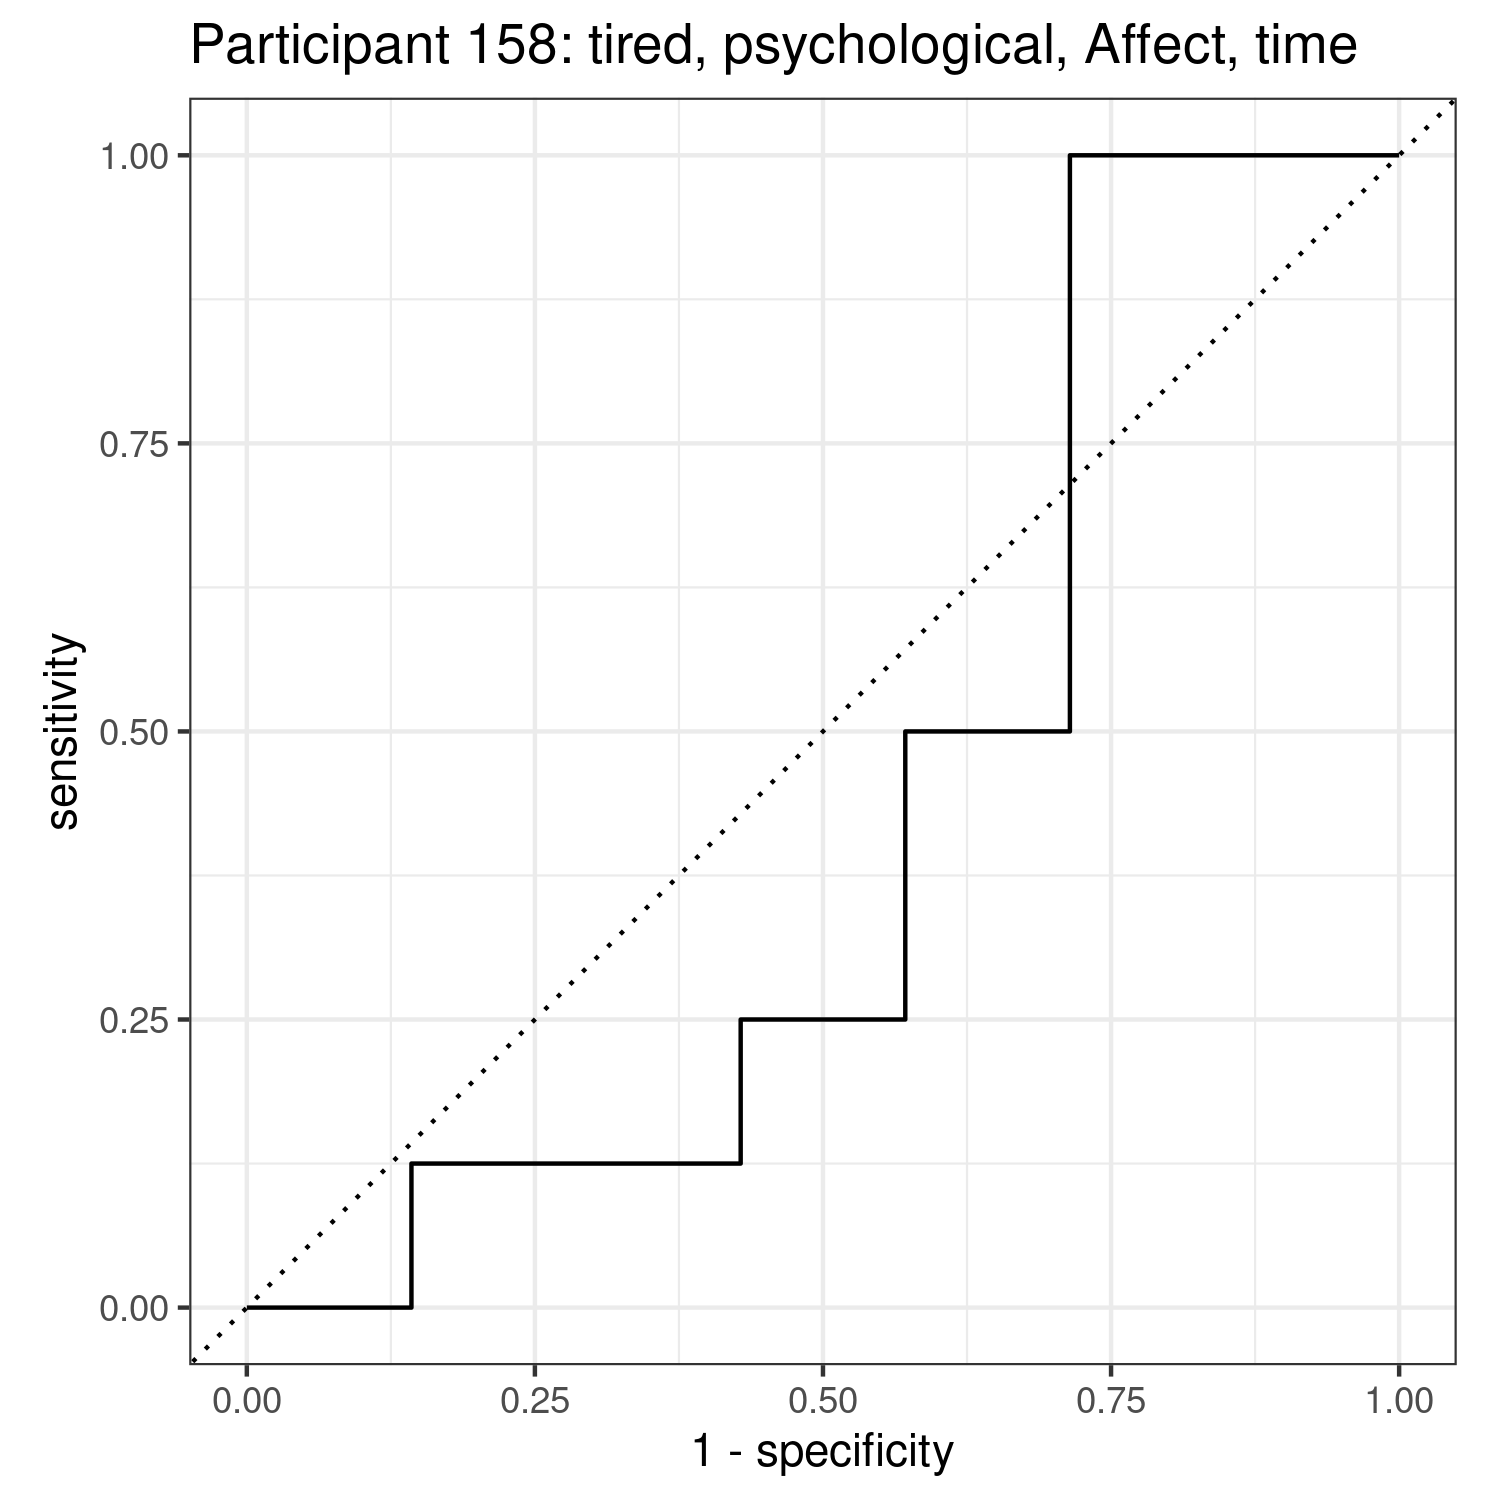 Participant 158: tired, psychological, Affect, time
1.00
0.75
0.50
0.25
0.00
sensitivity
0.00 0.25 0.50 0.75 1.00
1 - specificity